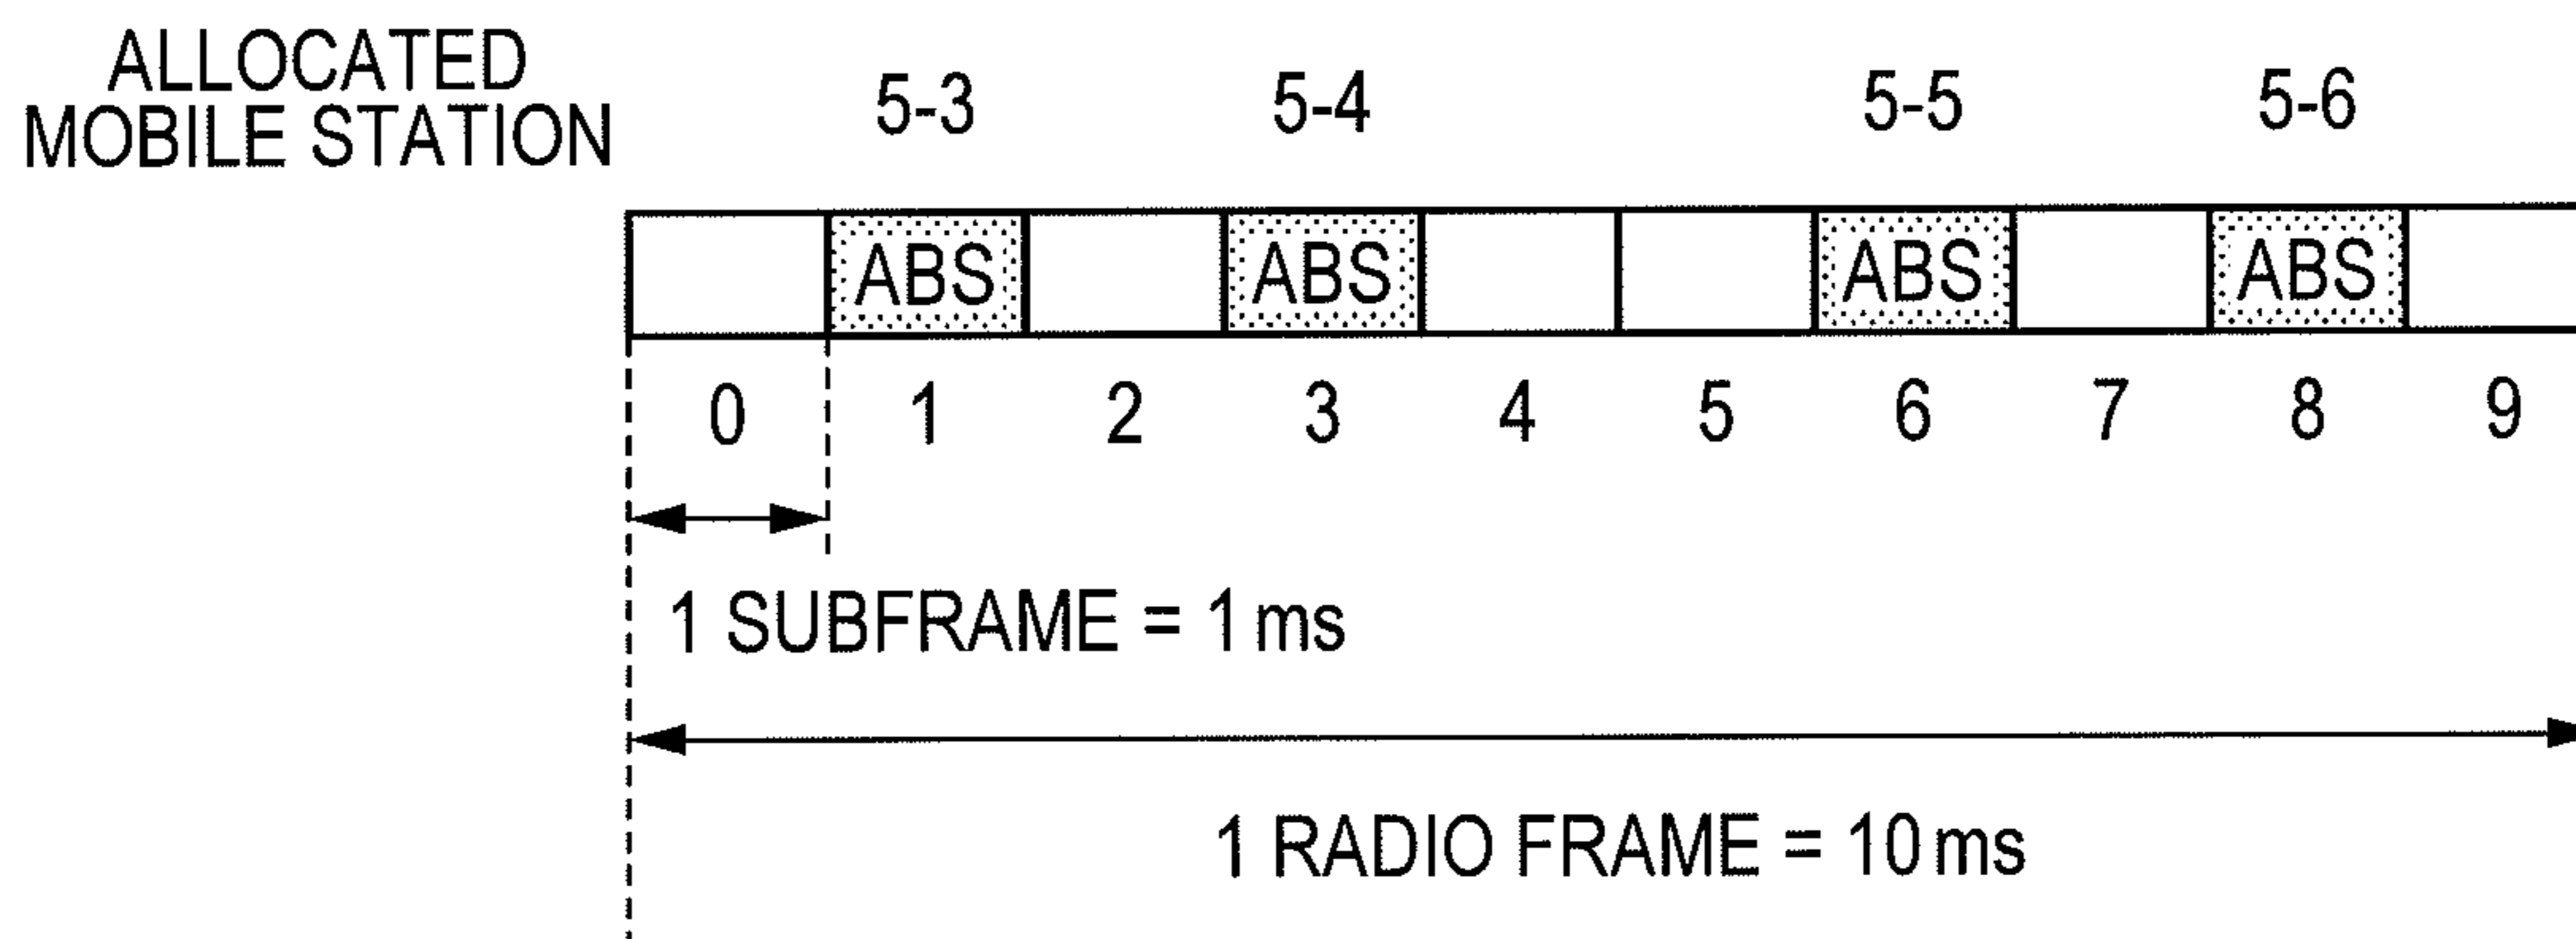 ALLOCATED
MOBILE STATION
5-3 5-4 5-5 5-6
ABS ABS ABS ABS
0 1 2 3 4 5 6 7 8 9
1 SUBFRAME = 1 ms
1 RADIO FRAME = 10 ms